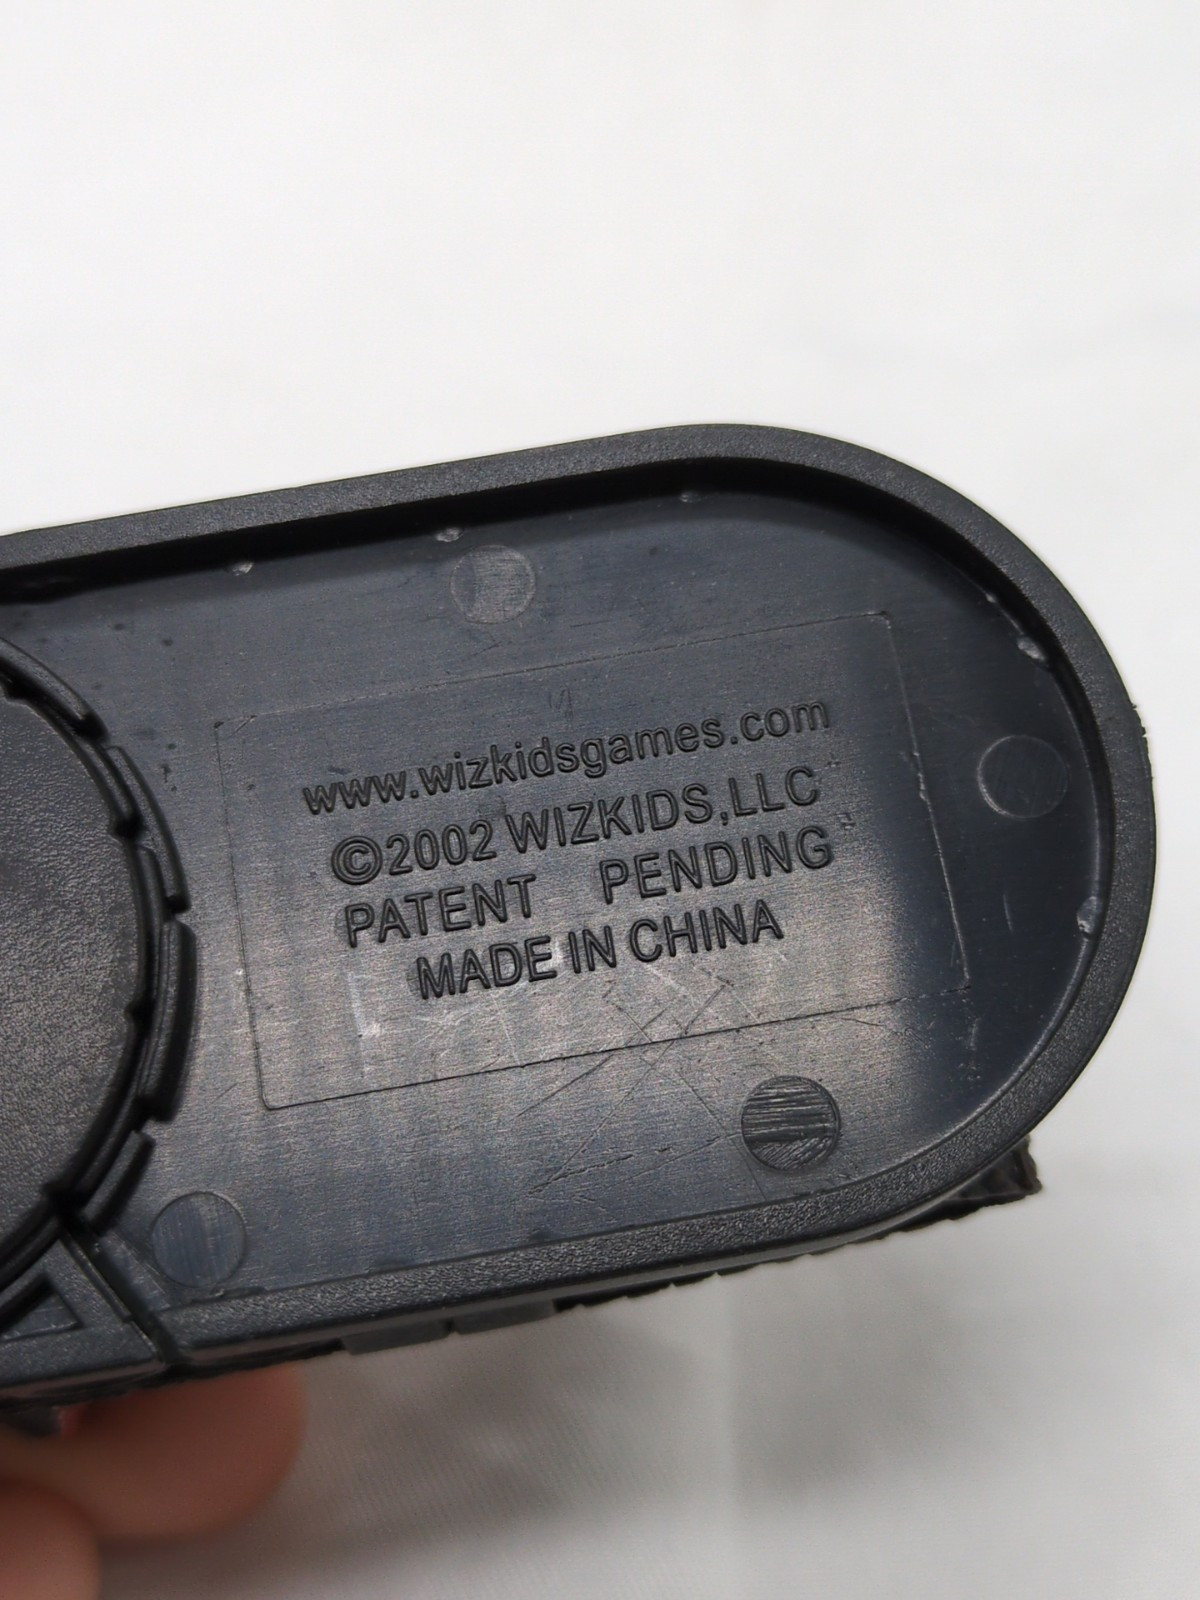 www.wizkidsgames.com
©2002 WIZKIDS,LLC
PATENT PENDING
MADE IN CHINA